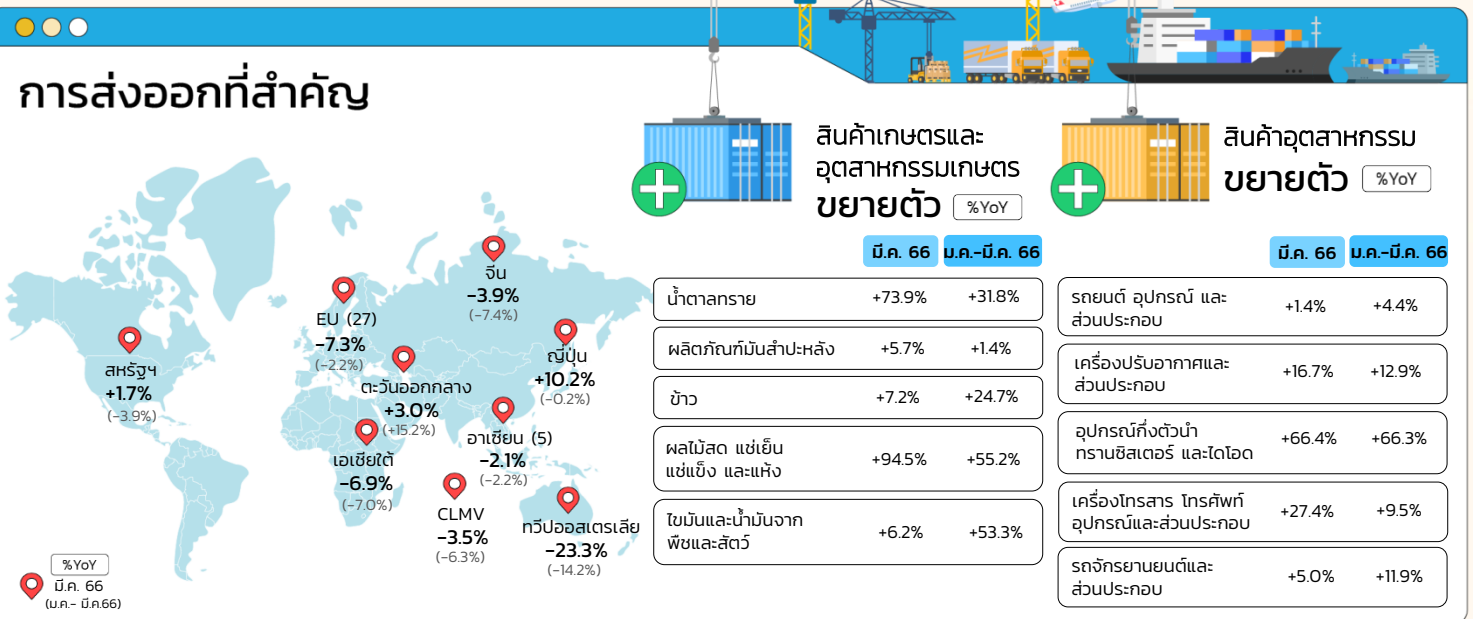 การส่งออกที่สำคัญ
จีน
-3.9%
(-7.4%)
EU (27)
-7.3%
(-2.2%)
สหรัฐฯ
+1.7%
(-3.9%)
ญี่ปุ่น
+10.2%
(-0.2%)
ตะวันออกกลาง
+3.0%
(+15.2%)
อาเซียน (5)
-2.1%
(-2.2%)
เอเชียใต้
-6.9%
(-7.0%)
CLMV
-3.5%
(-6.3%)
ทวีปออสเตรเลีย
-23.3%
(-14.2%)
%YoY
มี.ค. 66
(ม.ค.- มี.ค.66)
สินค้าเกษตรและ
อุตสาหกรรมเกษตร
ขยายตัว %YoY
มี.ค. 66 ม.ค.-มี.ค. 66
น้ำตาลทราย +73.9% +31.8%
ผลิตภัณฑ์มันสำปะหลัง +5.7% +1.4%
ข้าว +7.2% +24.7%
ผลไม้สด แช่เย็น
แช่แข็ง และแห้ง +94.5% +55.2%
ไขมันและน้ำมันจาก
พืชและสัตว์ +6.2% +53.3%
สินค้าอุตสาหกรรม
ขยายตัว %YoY
มี.ค. 66 ม.ค.-มี.ค. 66
รถยนต์ อุปกรณ์ และ
ส่วนประกอบ +1.4% +4.4%
เครื่องปรับอากาศและ
ส่วนประกอบ +16.7% +12.9%
อุปกรณ์กึ่งตัวนำ
ทรานซิสเตอร์ และไดโอด +66.4% +66.3%
เครื่องโทรสาร โทรศัพท์
อุปกรณ์และส่วนประกอบ +27.4% +9.5%
รถจักรยานยนต์และ
ส่วนประกอบ +5.0% +11.9%